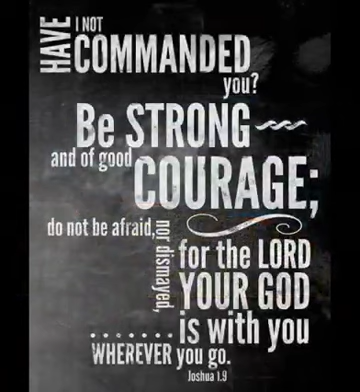 HAVE I NOT
COMMANDED
you?
Be STRONG
and of good COURAGE;
do not be afraid,
nor dismayed,
for the LORD
YOUR GOD
is with you
WHEREVER you go.
Joshua 1.9